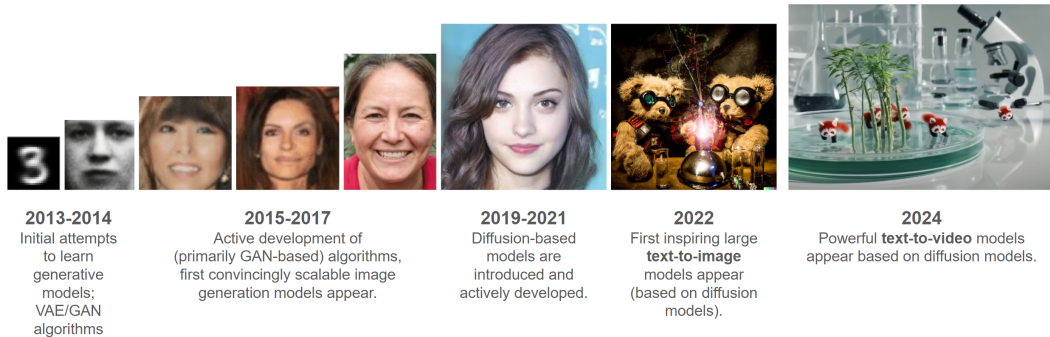 3
2013-2014
Initial attempts
to learn
generative
models;
VAE/GAN
algorithms
2015-2017
Active development of
(primarily GAN-based) algorithms,
first convincingly scalable image
generation models appear.
2019-2021
Diffusion-based
models are
introduced and
actively developed.
2022
First inspiring large
text-to-image
models appear
(based on diffusion
models).
2024
Powerful text-to-video models
appear based on diffusion models.